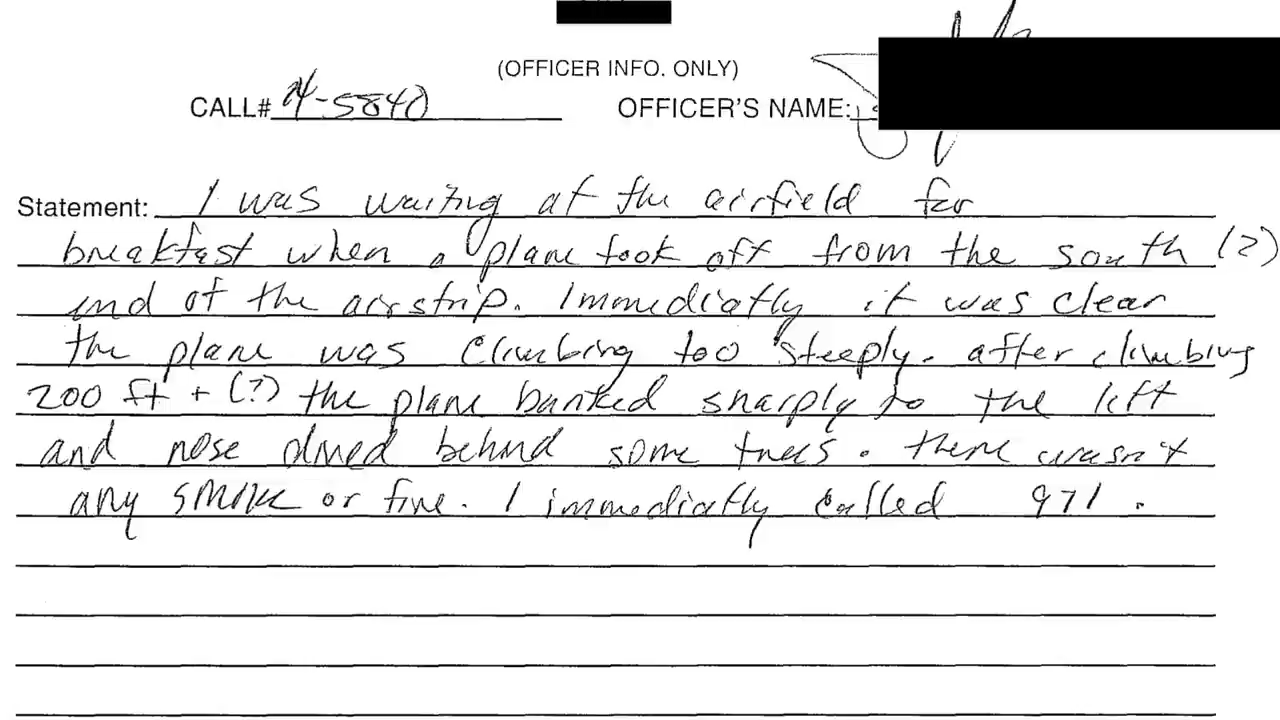 (OFFICER INFO. ONLY)
CALL# 24-5840 OFFICER'S NAME:
Statement: I was waiting at the airfield for
breakfast when a plane took off from the south (?)
end of the airstrip. Immediatly it was clear
the plane was climbing too steeply. after climbing
200 ft + (?) the plane banked sharply to the left
and nose dived behind some trees. there wasn't
any smoke or fire. I immediatly called 911.